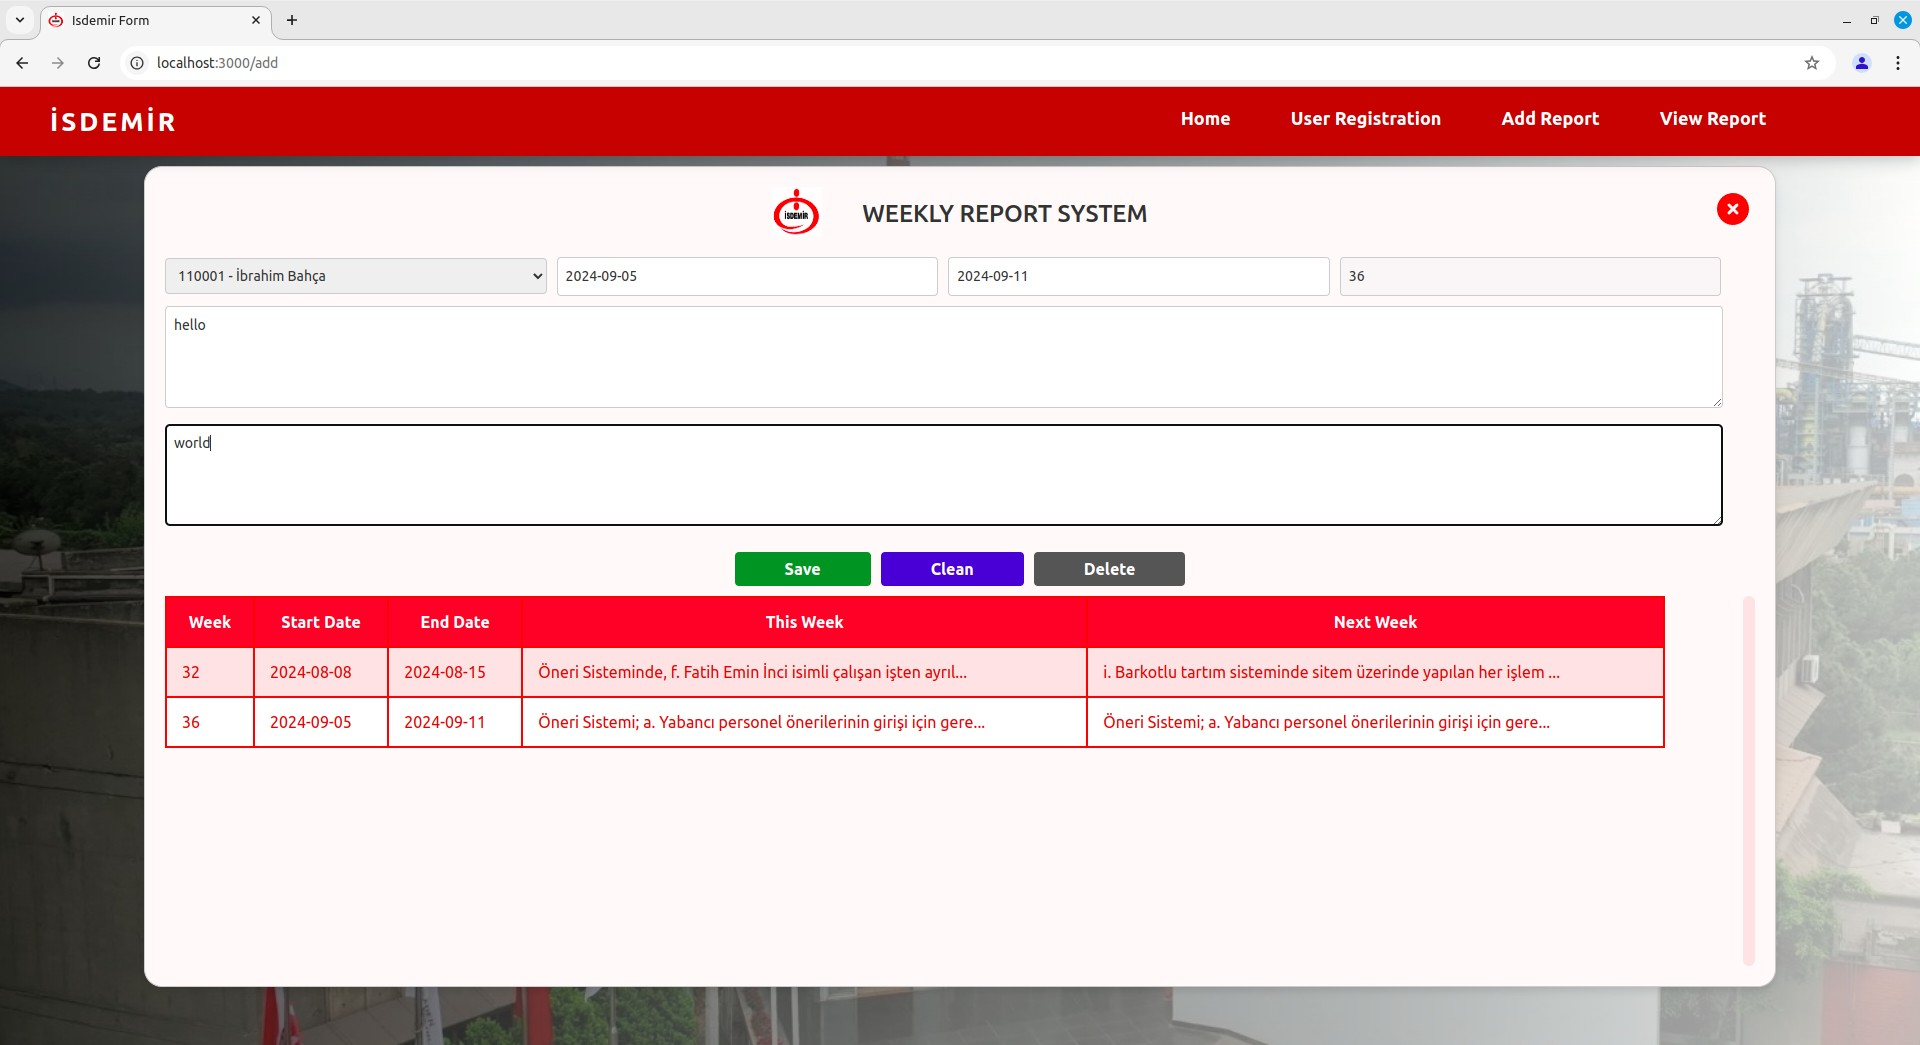 Isdemir Form
localhost:3000/add
İSDEMİR
Home
User Registration
Add Report
View Report
İSDEMİR
WEEKLY REPORT SYSTEM
110001 - İbrahim Bahça
2024-09-05
2024-09-11
36
hello
world
Save
Clean
Delete
Week
Start Date
End Date
This Week
Next Week
32
2024-08-08
2024-08-15
Öneri Sisteminde, f. Fatih Emin İnci isimli çalışan işten ayrıl...
i. Barkotlu tartım sisteminde sitem üzerinde yapılan her işlem ...
36
2024-09-05
2024-09-11
Öneri Sistemi; a. Yabancı personel önerilerinin girişi için gere...
Öneri Sistemi; a. Yabancı personel önerilerinin girişi için gere...